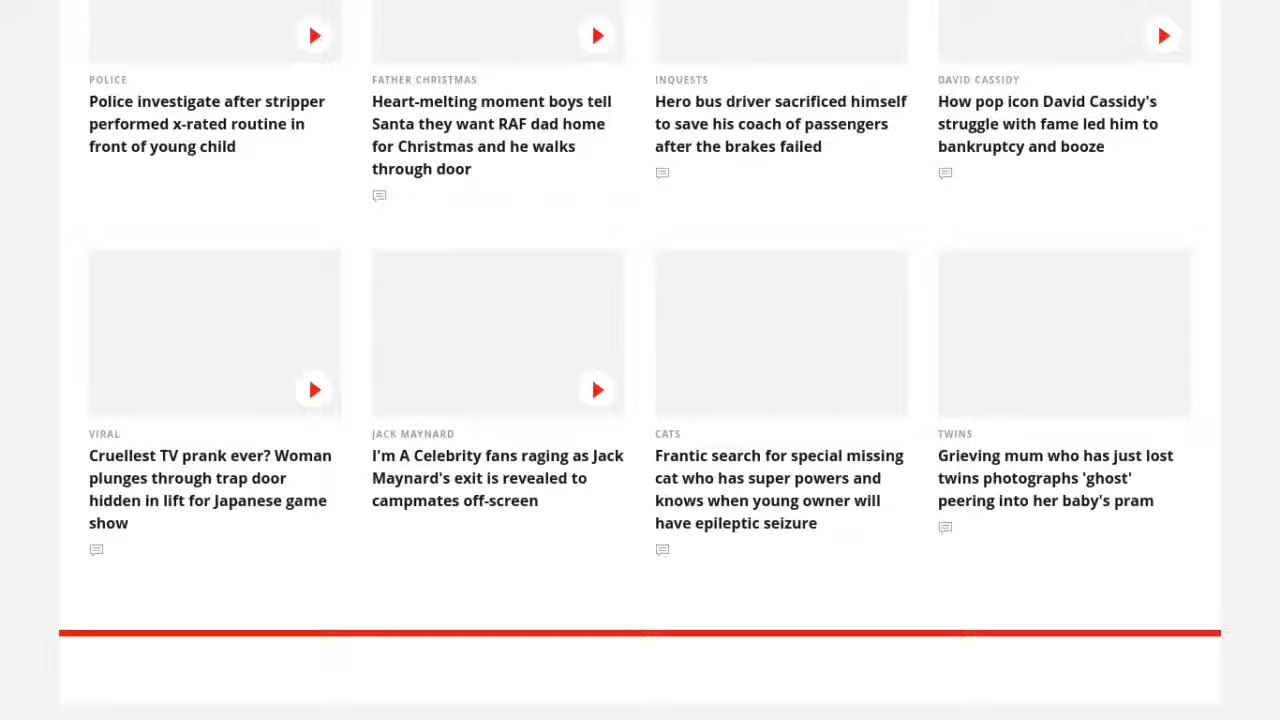 POLICE
Police investigate after stripper
performed x-rated routine in
front of young child
FATHER CHRISTMAS
Heart-melting moment boys tell
Santa they want RAF dad home
for Christmas and he walks
through door
INQUESTS
Hero bus driver sacrificed himself
to save his coach of passengers
after the brakes failed
DAVID CASSIDY
How pop icon David Cassidy's
struggle with fame led him to
bankruptcy and booze
VIRAL
Cruellest TV prank ever? Woman
plunges through trap door
hidden in lift for Japanese game
show
JACK MAYNARD
I'm A Celebrity fans raging as Jack
Maynard's exit is revealed to
campmates off-screen
CATS
Frantic search for special missing
cat who has super powers and
knows when young owner will
have epileptic seizure
TWINS
Grieving mum who has just lost
twins photographs 'ghost'
peering into her baby's pram